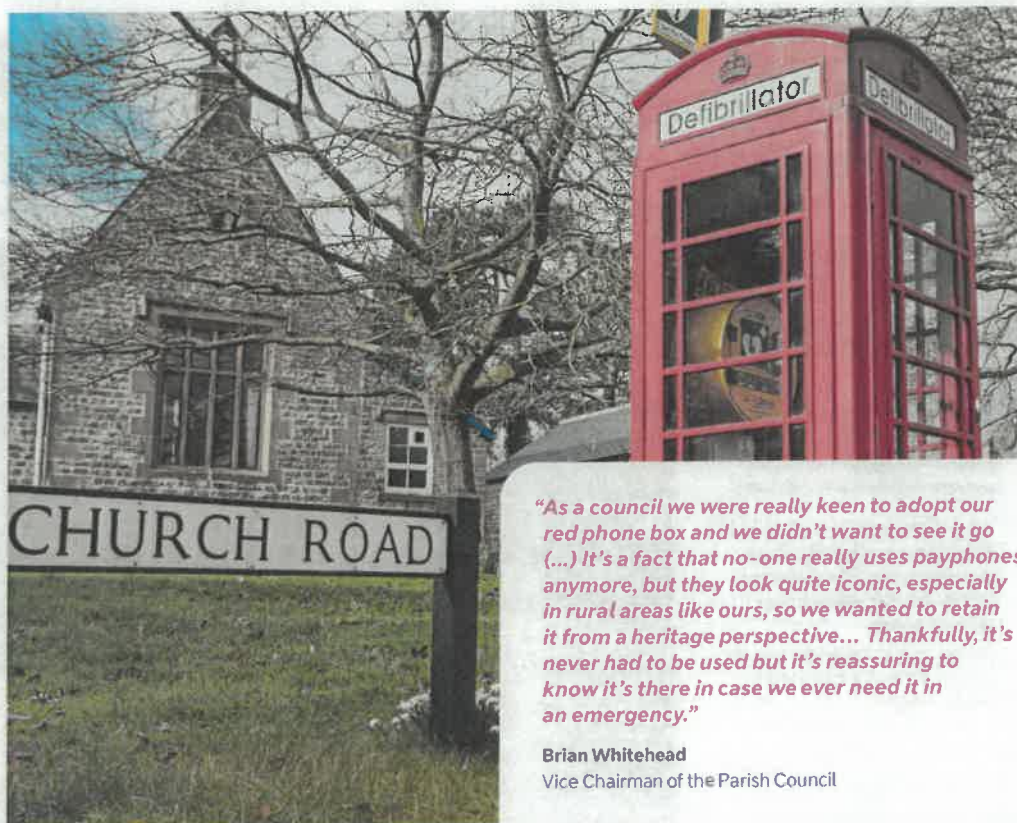 Defibrillator
Defibrillator
CHURCH ROAD
"As a council we were really keen to adopt our
red phone box and we didn't want to see it go
(...) It's a fact that no-one really uses payphones
anymore, but they look quite iconic, especially
in rural areas like ours, so we wanted to retain
it from a heritage perspective... Thankfully, it's
never had to be used but it's reassuring to
know it's there in case we ever need it in
an emergency."
Brian Whitehead
Vice Chairman of the Parish Council